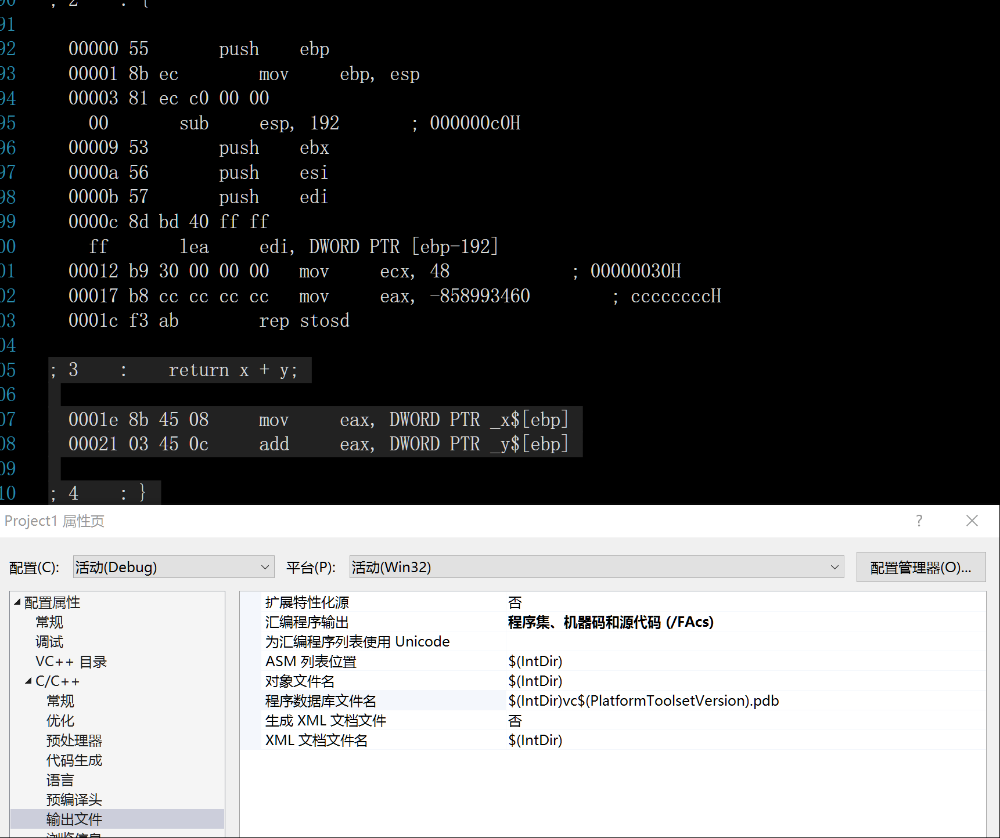 90 ; 2 : {
91
92 00000 55 push ebp
93 00001 8b ec mov ebp, esp
94 00003 81 ec c0 00 00
95 00 sub esp, 192 ; 000000c0H
96 00009 53 push ebx
97 0000a 56 push esi
98 0000b 57 push edi
99 0000c 8d bd 40 ff ff
00 ff lea edi, DWORD PTR [ebp-192]
01 00012 b9 30 00 00 00 mov ecx, 48 ; 00000030H
02 00017 b8 cc cc cc cc mov eax, -858993460 ; ccccccccH
03 0001c f3 ab rep stosd
04
05 ; 3 : return x + y;
06
07 0001e 8b 45 08 mov eax, DWORD PTR _x$[ebp]
08 00021 03 45 0c add eax, DWORD PTR _y$[ebp]
09
10 ; 4 : }
Project1 属性页 ?
配置(C): 活动(Debug) 平台(P): 活动(Win32) 配置管理器(O)...
配置属性
常规
调试
VC++ 目录
C/C++
常规
优化
预处理器
代码生成
语言
预编译头
输出文件
浏览信息
扩展特性化源 否
汇编程序输出 程序集、机器码和源代码 (/FAcs)
为汇编程序列表使用 Unicode
ASM 列表位置 $(IntDir)
对象文件名 $(IntDir)
程序数据库文件名 $(IntDir)vc$(PlatformToolsetVersion).pdb
生成 XML 文档文件 否
XML 文档文件名 $(IntDir)